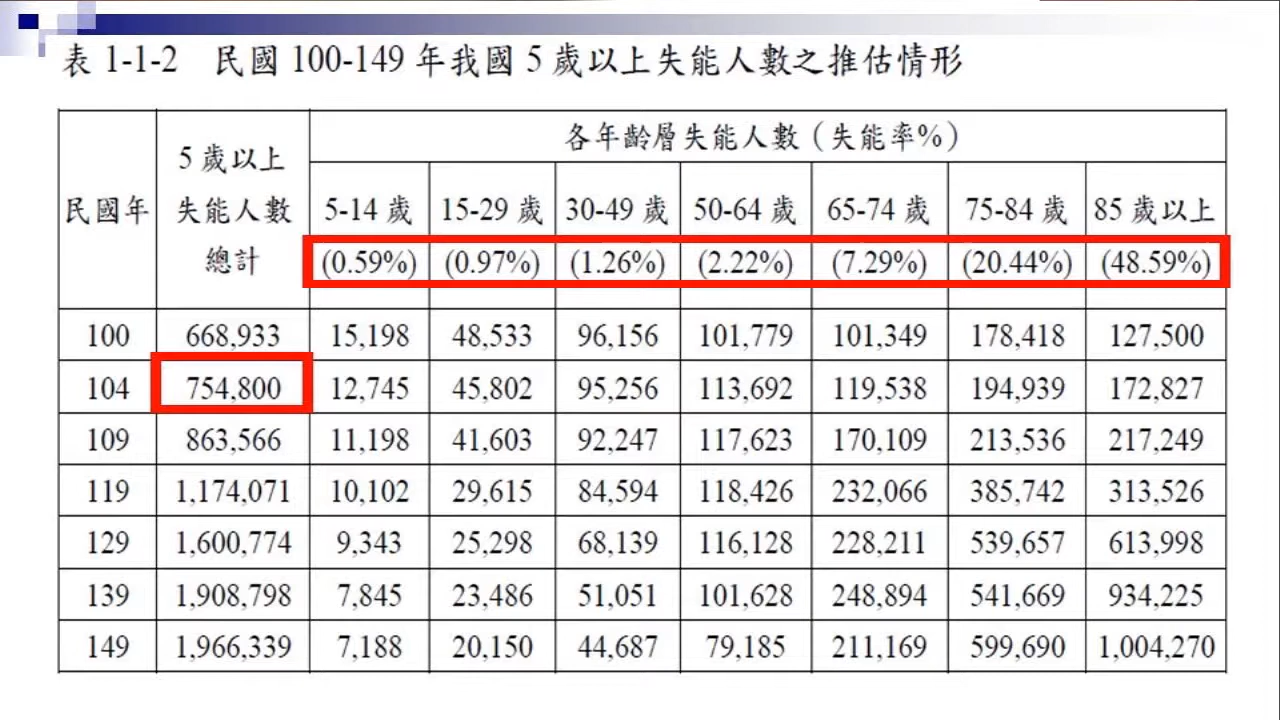 表 1-1-2 民國 100-149 年我國 5 歲以上失能人數之推估情形
民國年 5 歲以上失能人數總計 各年齡層失能人數（失能率%）
5-14 歲 15-29 歲 30-49 歲 50-64 歲 65-74 歲 75-84 歲 85 歲以上
(0.59%) (0.97%) (1.26%) (2.22%) (7.29%) (20.44%) (48.59%)
100 668,933 15,198 48,533 96,156 101,779 101,349 178,418 127,500
104 754,800 12,745 45,802 95,256 113,692 119,538 194,939 172,827
109 863,566 11,198 41,603 92,247 117,623 170,109 213,536 217,249
119 1,174,071 10,102 29,615 84,594 118,426 232,066 385,742 313,526
129 1,600,774 9,343 25,298 68,139 116,128 228,211 539,657 613,998
139 1,908,798 7,845 23,486 51,051 101,628 248,894 541,669 934,225
149 1,966,339 7,188 20,150 44,687 79,185 211,169 599,690 1,004,270